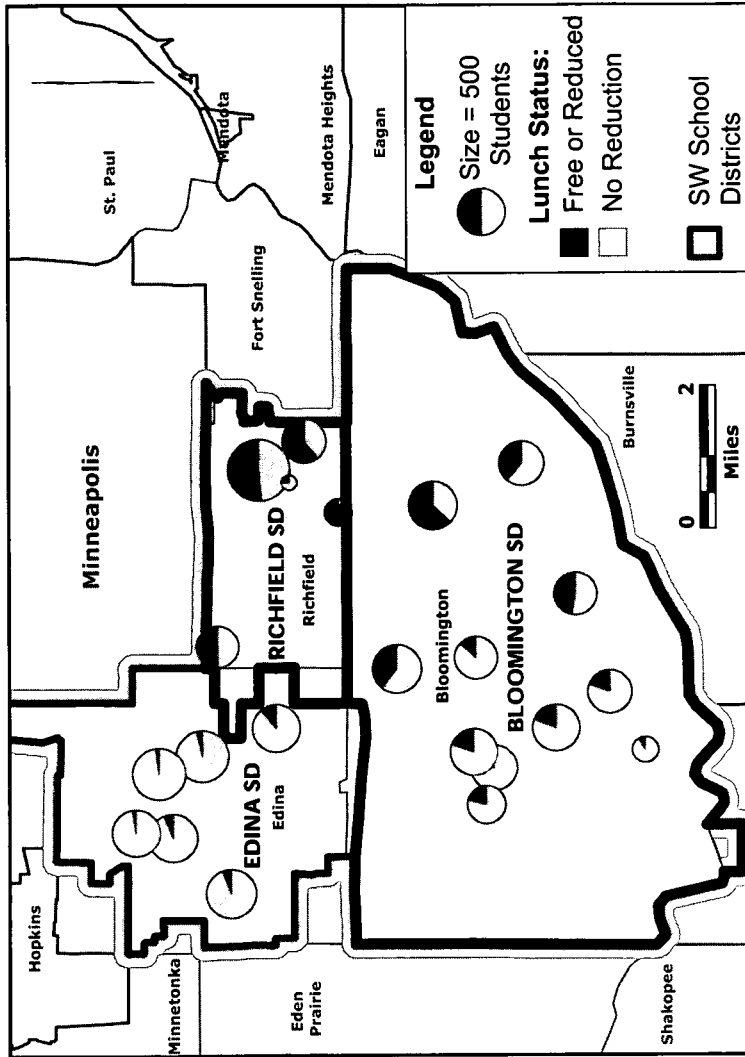 Hopkins
Minneapolis
St. Paul
Mendota
Minnetonka
Fort Snelling
Mendota Heights
EDINA SD
Edina
RICHFIELD SD
Richfield
Eden
Prairie
Eagan
Bloomington
BLOOMINGTON SD
Burnsville
Shakopee
0
2
Miles
Legend
Size = 500
Students
Lunch Status:
Free or Reduced
No Reduction
SW School
Districts